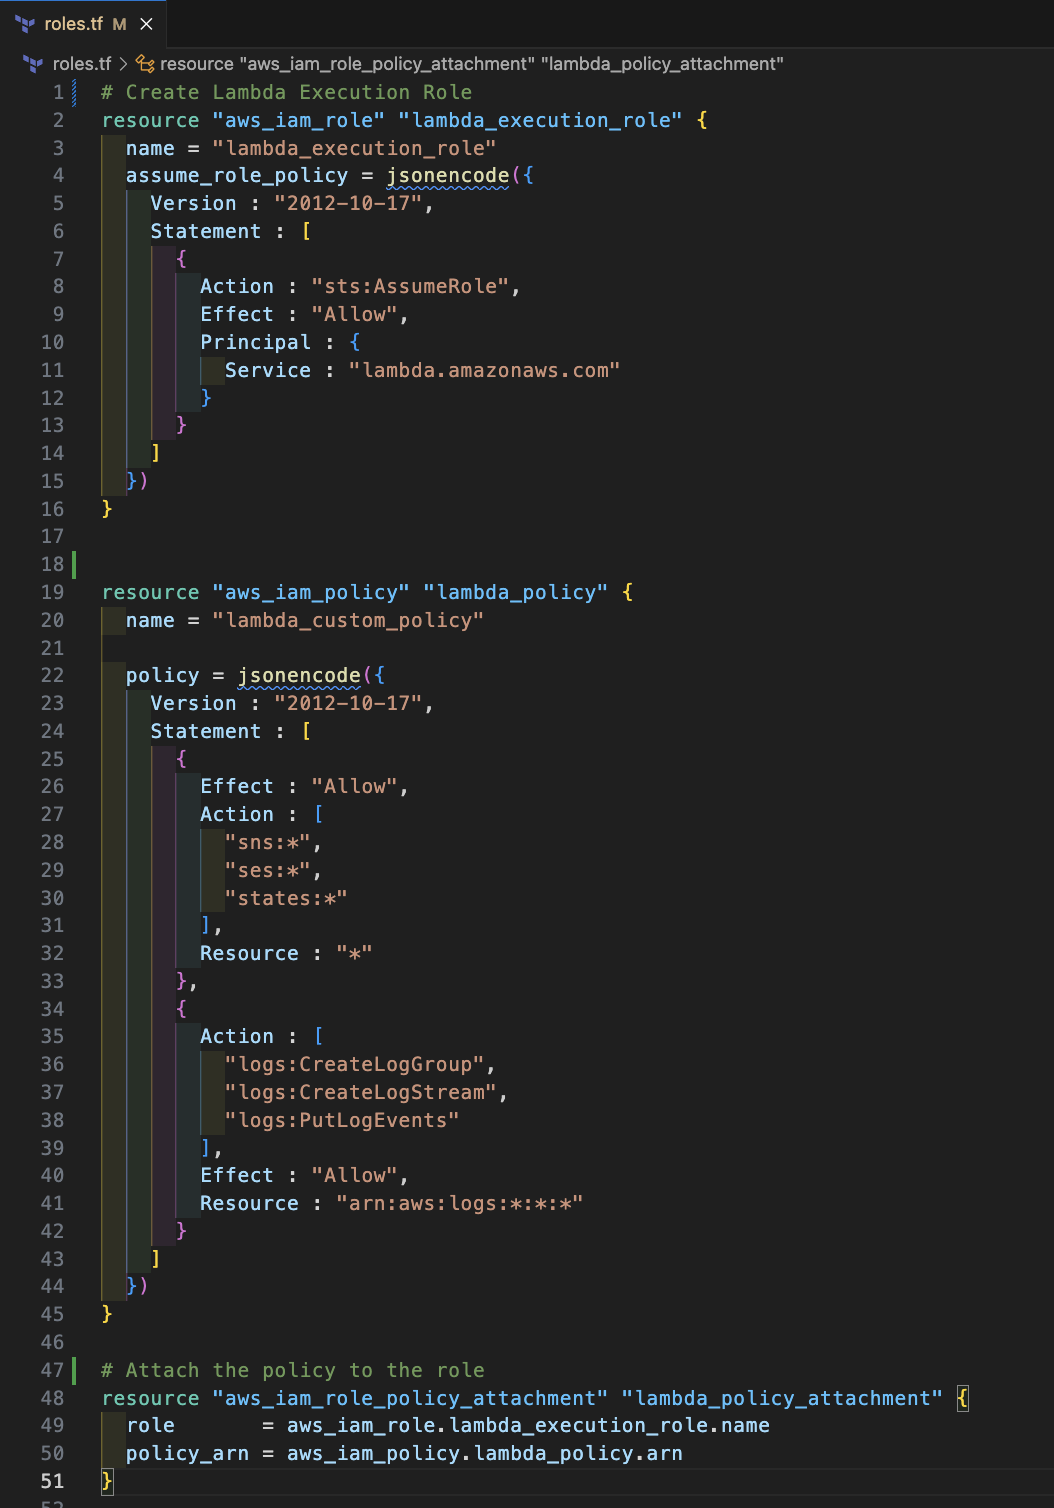 roles.tf M ×
roles.tf > resource "aws_iam_role_policy_attachment" "lambda_policy_attachment"
1 # Create Lambda Execution Role
2 resource "aws_iam_role" "lambda_execution_role" {
3   name = "lambda_execution_role"
4   assume_role_policy = jsonencode({
5     Version : "2012-10-17",
6     Statement : [
7       {
8         Action : "sts:AssumeRole",
9         Effect : "Allow",
10         Principal : {
11           Service : "lambda.amazonaws.com"
12         }
13       }
14     ]
15   })
16 }
17
18
19 resource "aws_iam_policy" "lambda_policy" {
20   name = "lambda_custom_policy"
21
22   policy = jsonencode({
23     Version : "2012-10-17",
24     Statement : [
25       {
26         Effect : "Allow",
27         Action : [
28           "sns:*",
29           "ses:*",
30           "states:*"
31         ],
32         Resource : "*"
33       },
34       {
35         Action : [
36           "logs:CreateLogGroup",
37           "logs:CreateLogStream",
38           "logs:PutLogEvents"
39         ],
40         Effect : "Allow",
41         Resource : "arn:aws:logs:*:*:*"
42       }
43     ]
44   })
45 }
46
47 # Attach the policy to the role
48 resource "aws_iam_role_policy_attachment" "lambda_policy_attachment" {
49   role       = aws_iam_role.lambda_execution_role.name
50   policy_arn = aws_iam_policy.lambda_policy.arn
51 }
52